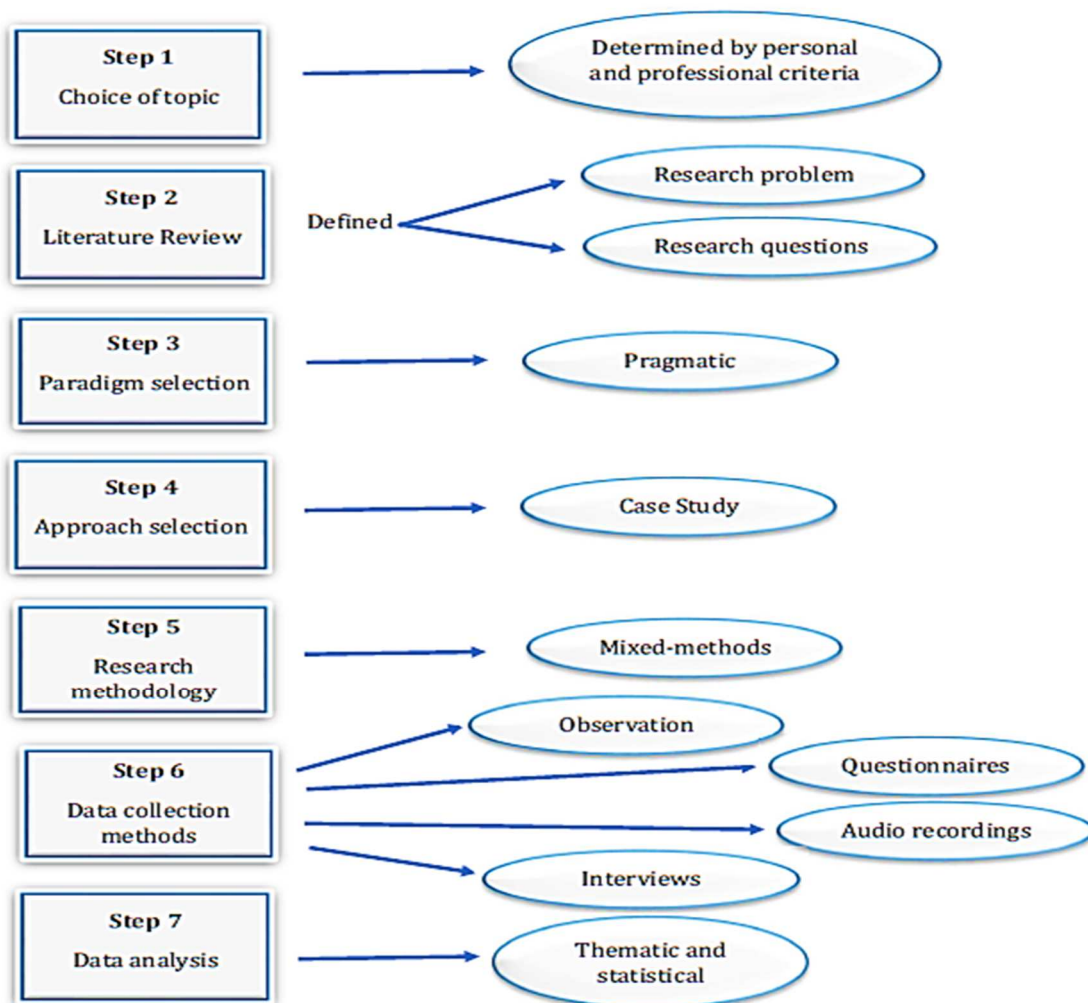 Step 1
Choice of topic
Determined by personal
and professional criteria
Step 2
Literature Review
Defined
Research problem
Research questions
Step 3
Paradigm selection
Pragmatic
Step 4
Approach selection
Case Study
Step 5
Research
methodology
Mixed-methods
Step 6
Data collection
methods
Observation
Questionnaires
Audio recordings
Interviews
Step 7
Data analysis
Thematic and
statistical